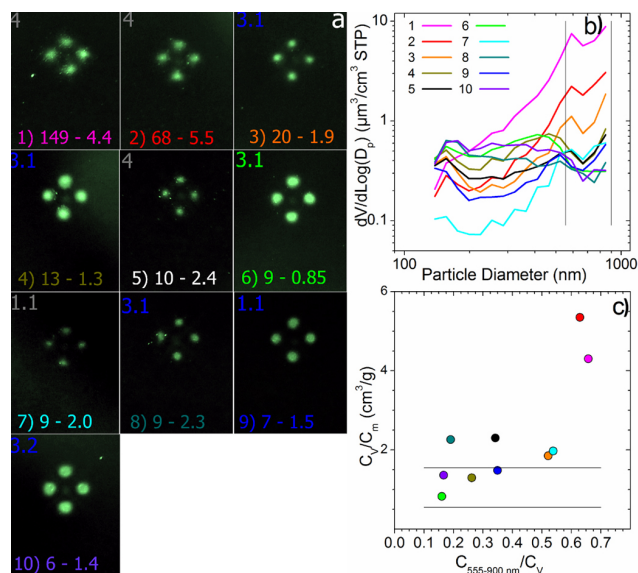 4
4
3.1
a
1) 149 - 4.4
2) 68 - 5.5
3) 20 - 1.9
3.1
4
3.1
4) 13 - 1.3
5) 10 - 2.4
6) 9 - 0.85
1.1
3.1
1.1
7) 9 - 2.0
8) 9 - 2.3
9) 7 - 1.5
3.2
10) 6 - 1.4
b)
dV/dLog(Dp) (µm³/cm³ STP)
10
1
0.1
1 6
2 7
3 8
4 9
5 10
100 1000
Particle Diameter (nm)
c)
CV/Cm (cm³/g)
6
4
2
0
0.0 0.1 0.2 0.3 0.4 0.5 0.6 0.7
C555-900 nm/CV